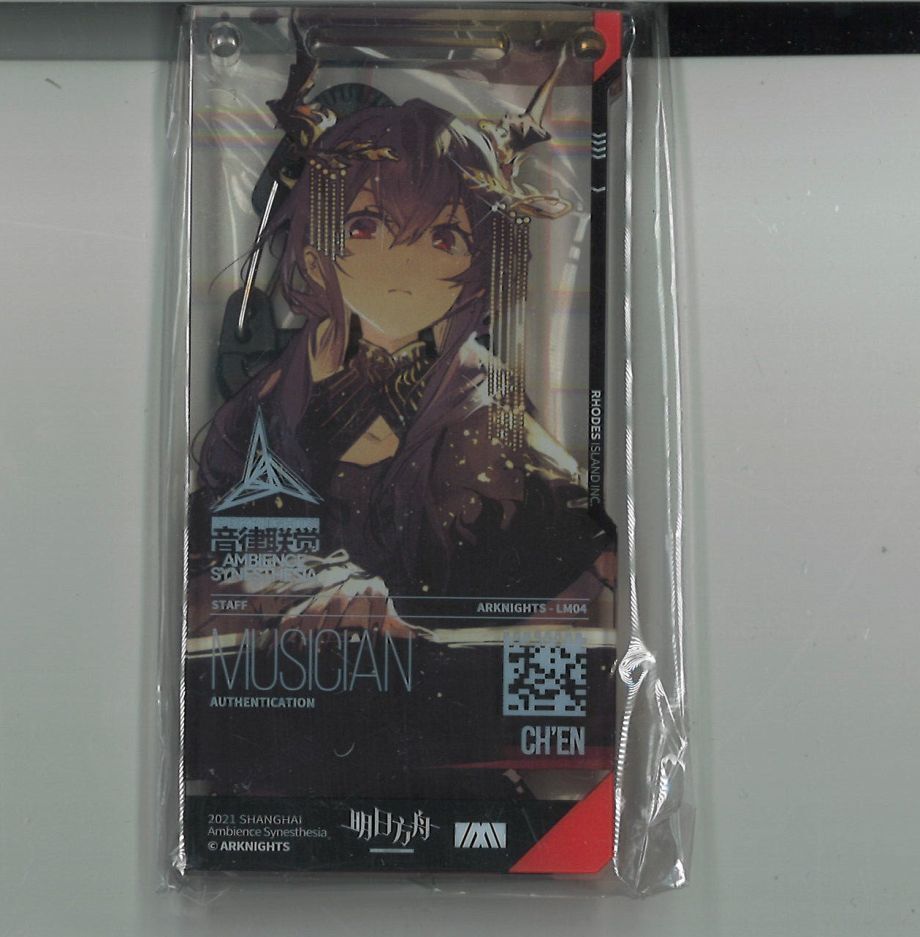 RHODES ISLAND INC.
音律联觉
AMBIENCE
SYNESTHESIA
STAFF
ARKNIGHTS - LM04
MUSICIAN
AUTHENTICATION
CH'EN
2021 SHANGHAI
Ambience Synesthesia
© ARKNIGHTS
明日方舟